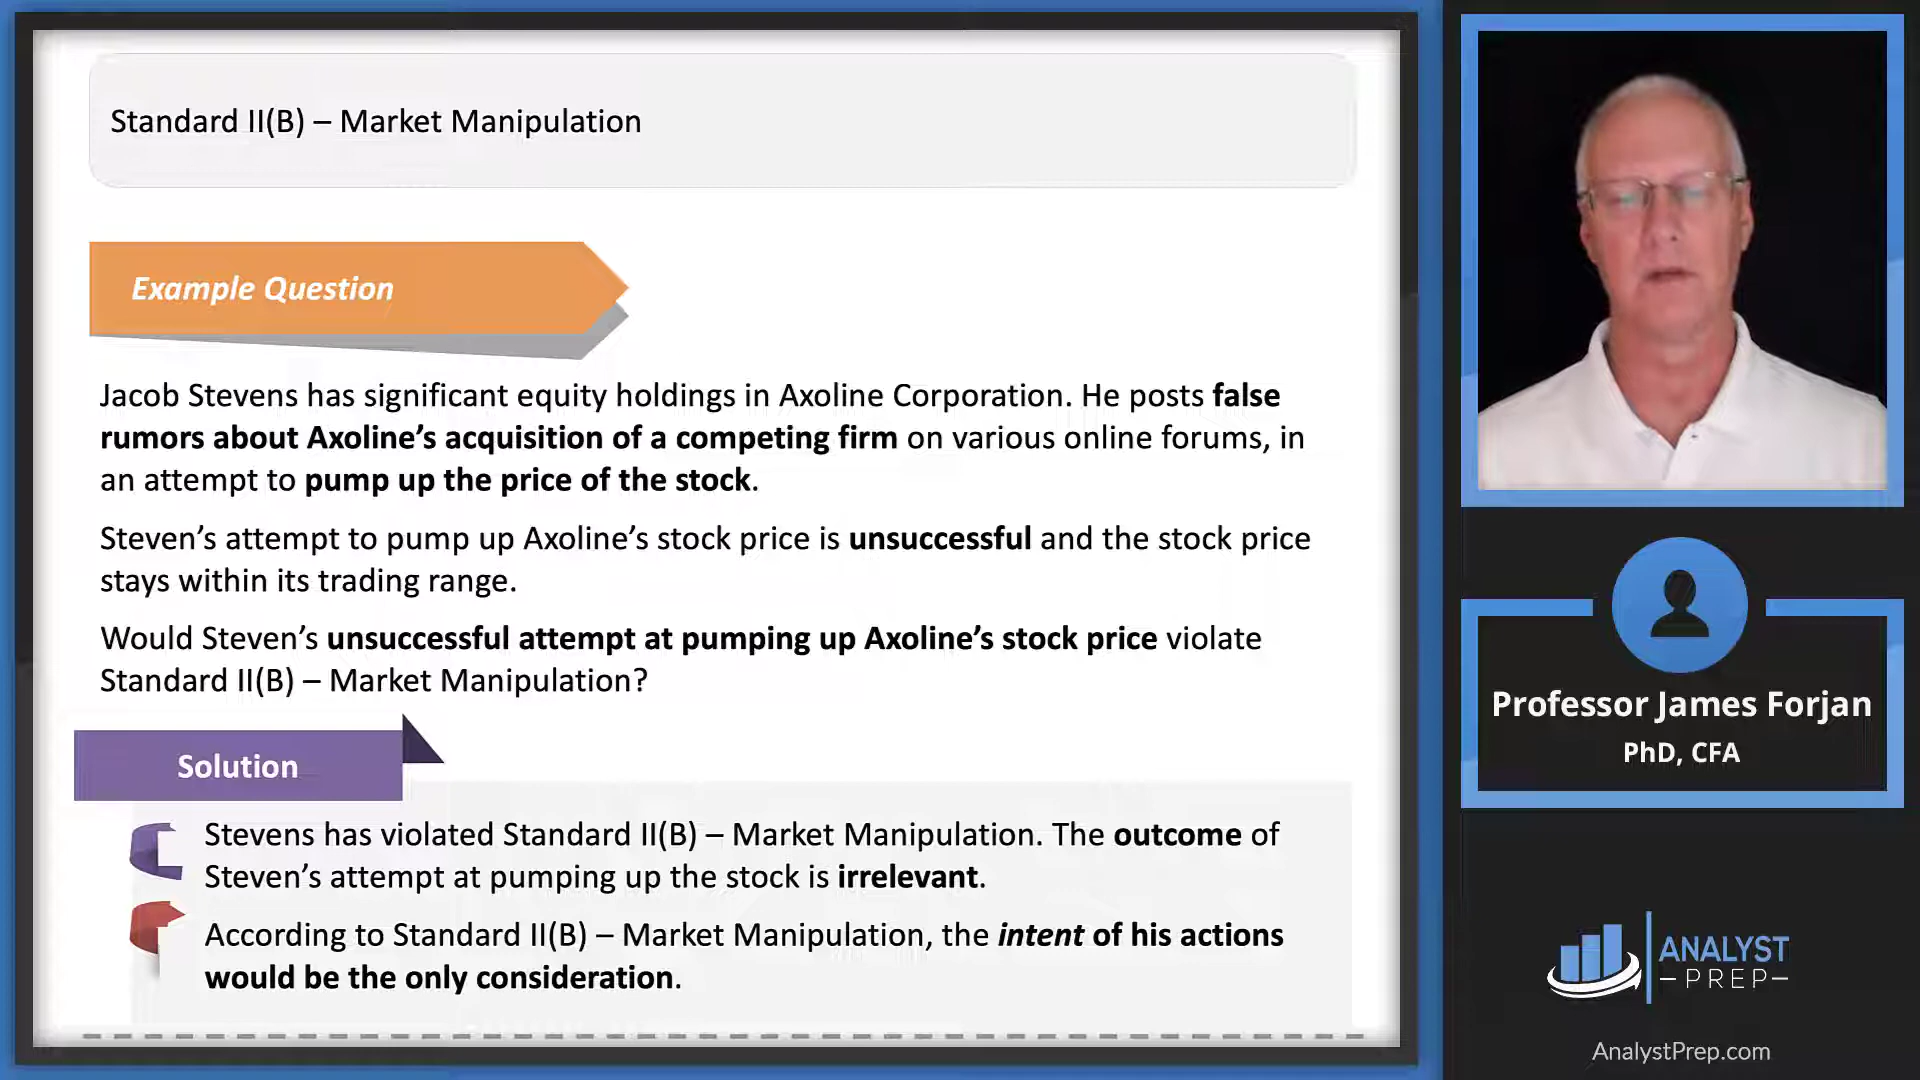 Standard II(B) – Market Manipulation
Example Question
Jacob Stevens has significant equity holdings in Axoline Corporation. He posts false
rumors about Axoline’s acquisition of a competing firm on various online forums, in
an attempt to pump up the price of the stock.
Steven’s attempt to pump up Axoline’s stock price is unsuccessful and the stock price
stays within its trading range.
Would Steven’s unsuccessful attempt at pumping up Axoline’s stock price violate
Standard II(B) – Market Manipulation?
Solution
Stevens has violated Standard II(B) – Market Manipulation. The outcome of
Steven’s attempt at pumping up the stock is irrelevant.
According to Standard II(B) – Market Manipulation, the intent of his actions
would be the only consideration.
Professor James Forjan
PhD, CFA
ANALYST
PREP
AnalystPrep.com